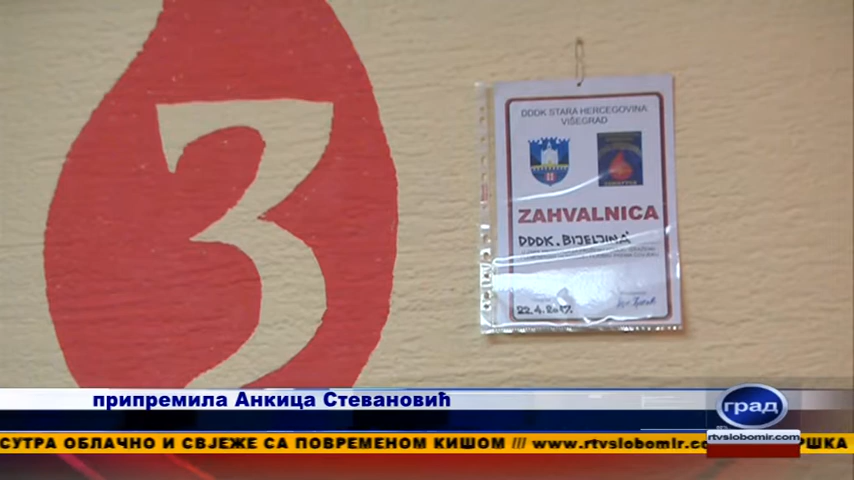 3
DDDK STARA HERCEGOVINA
VIŠEGRAD
ZAHVALNICA
DDDK. BIJELJINA
22.4.2017.
припремила Анкица Стевановић
град
rtvslobomir.com
СУТРА ОБЛАЧНО И СВЈЕЖЕ СА ПОВРЕМЕНОМ КИШОМ /// www.rtvslobomir.co